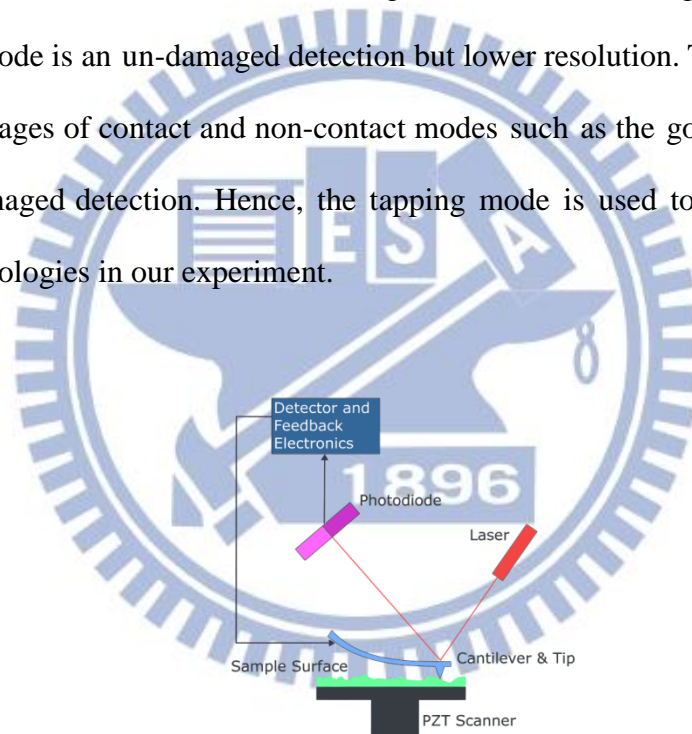 ode is an un-damaged detection but lower resolution.
ages of contact and non-contact modes such as the go
naged detection. Hence, the tapping mode is used to
ologies in our experiment.
ESA
Detector and
Feedback
Electronics
1896
Photodiode
Laser
Cantilever & Tip
Sample Surface
PZT Scanner